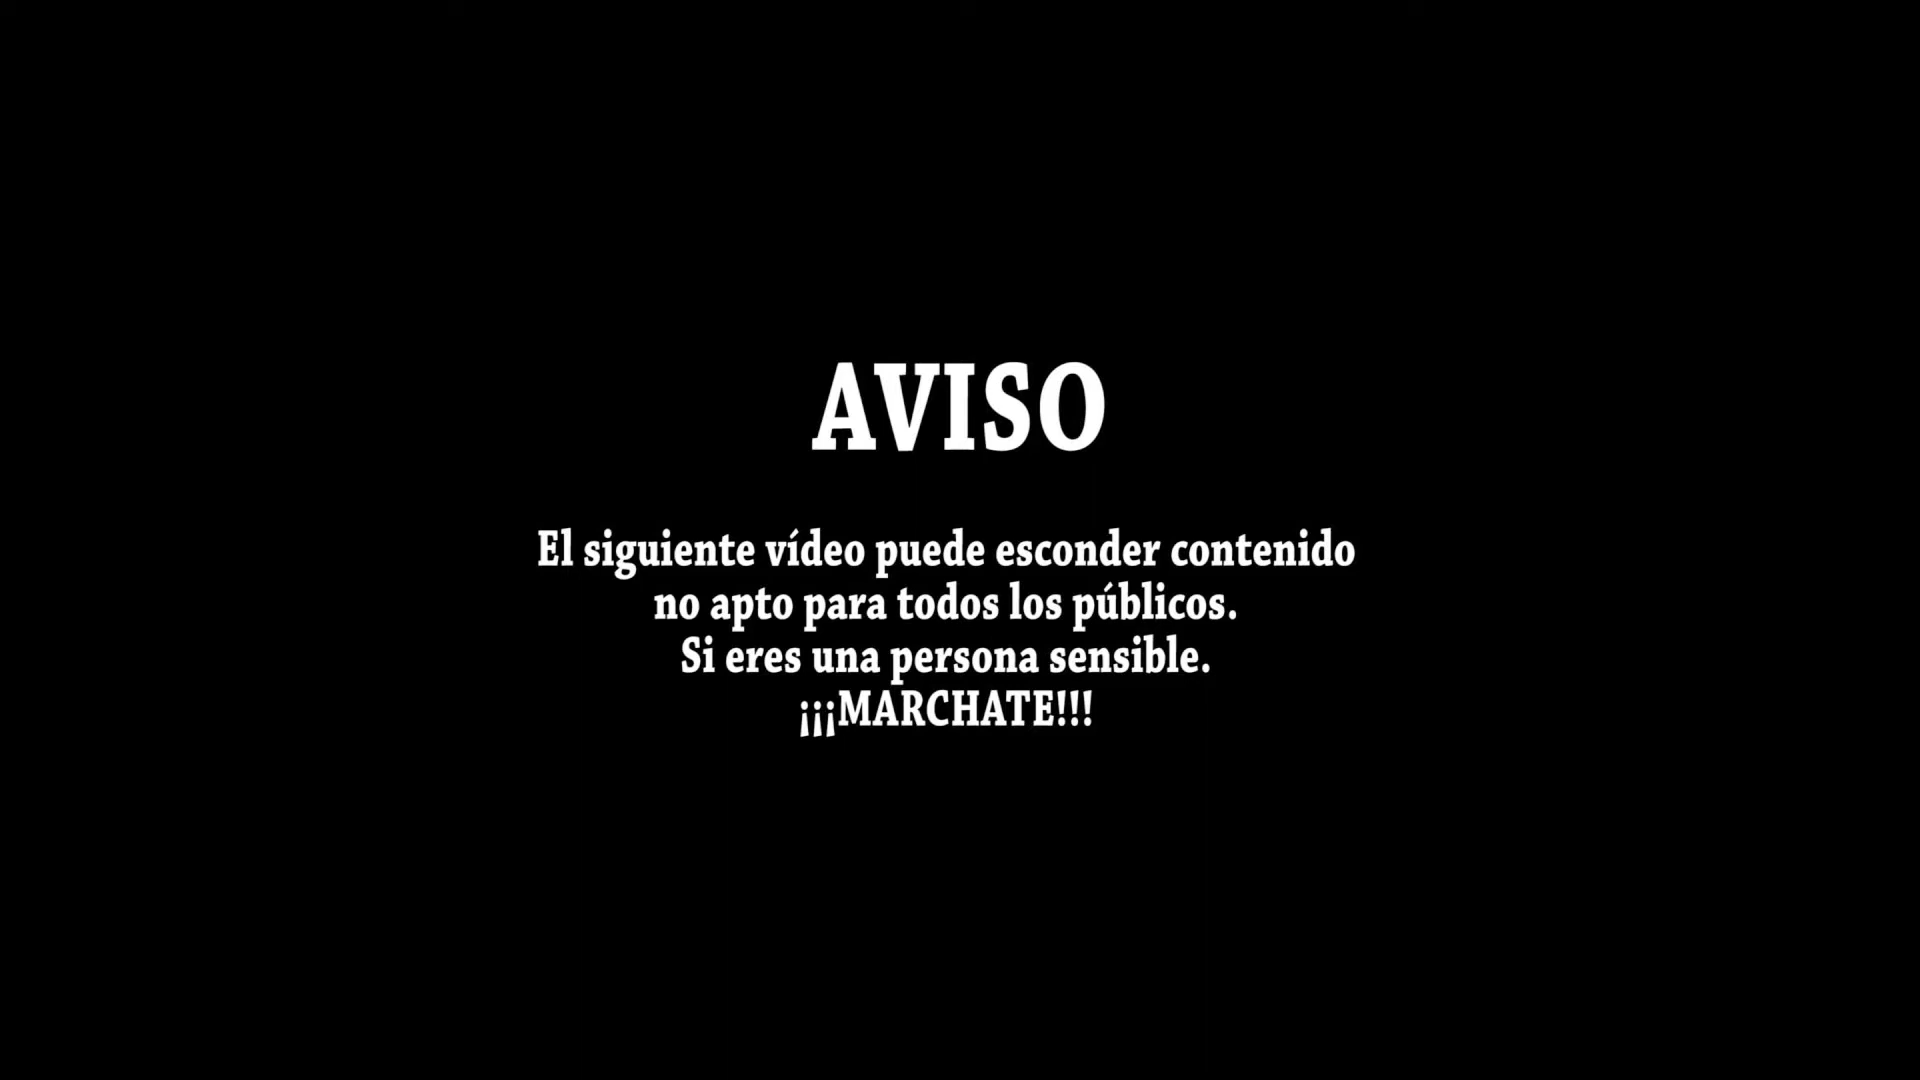 AVISO
El siguiente vídeo puede esconder contenido
no apto para todos los públicos.
Si eres una persona sensible.
¡¡¡MARCHATE!!!